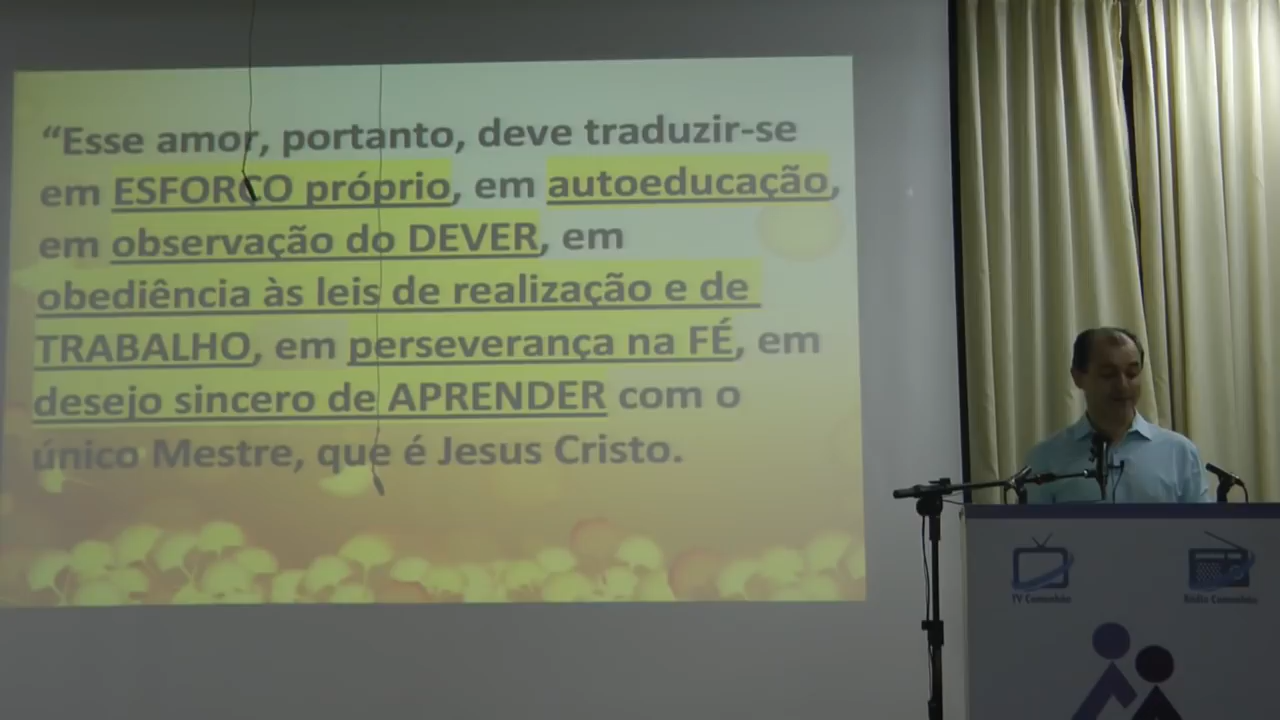 “Esse amor, portanto, deve traduzir-se
em ESFORÇO próprio, em autoeducação,
em observação do DEVER, em
obediência às leis de realização e de
TRABALHO, em perseverança na FÉ, em
desejo sincero de APRENDER com o
único Mestre, que é Jesus Cristo.
TV Comunhão
Rádio Comunhão